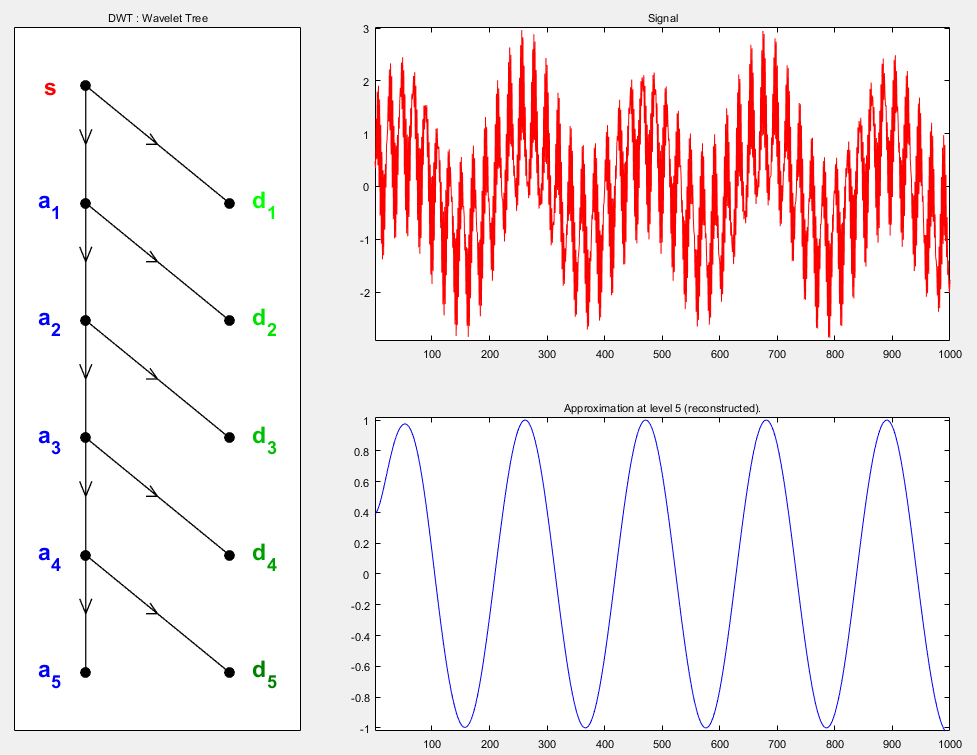 DWT : Wavelet Tree
s
a1 d1
a2 d2
a3 d3
a4 d4
a5 d5
Signal
3
2
1
0
-1
-2
100 200 300 400 500 600 700 800 900 1000
Approximation at level 5 (reconstructed).
1
0.8
0.6
0.4
0.2
0
-0.2
-0.4
-0.6
-0.8
-1
100 200 300 400 500 600 700 800 900 1000